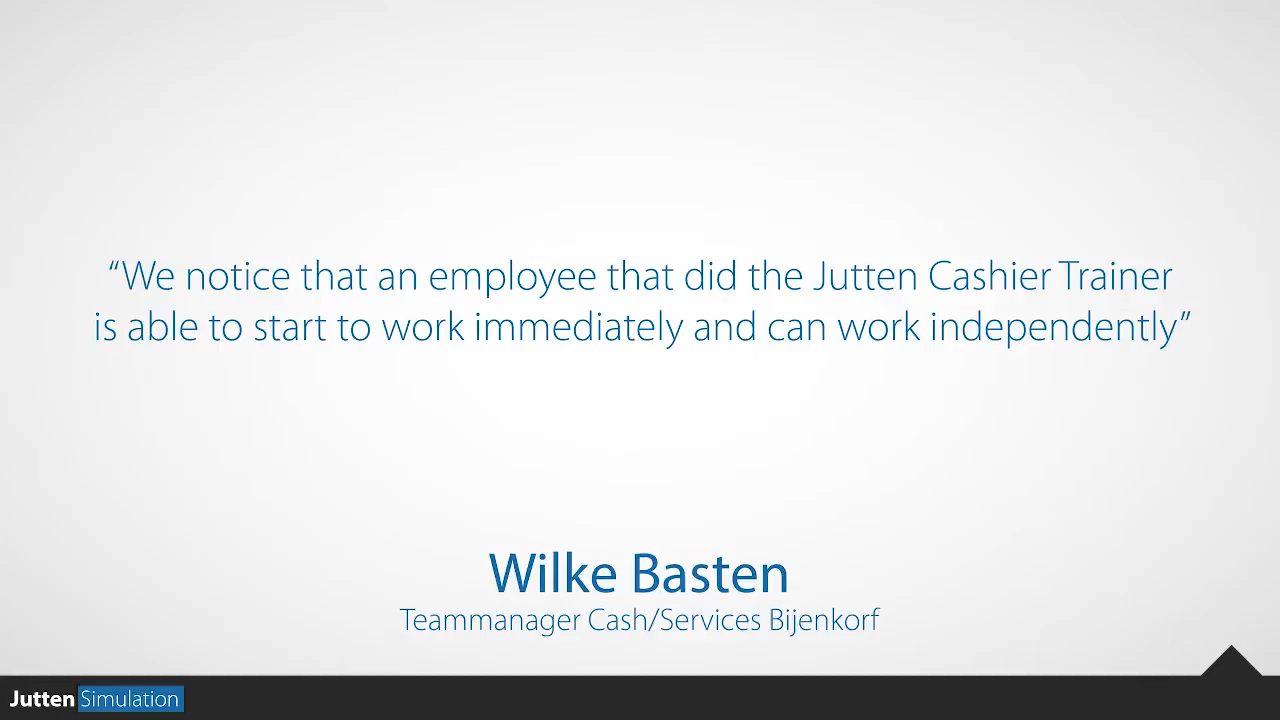 “We notice that an employee that did the Jutten Cashier Trainer
is able to start to work immediately and can work independently”
Wilke Basten
Teammanager Cash/Services Bijenkorf
Jutten Simulation